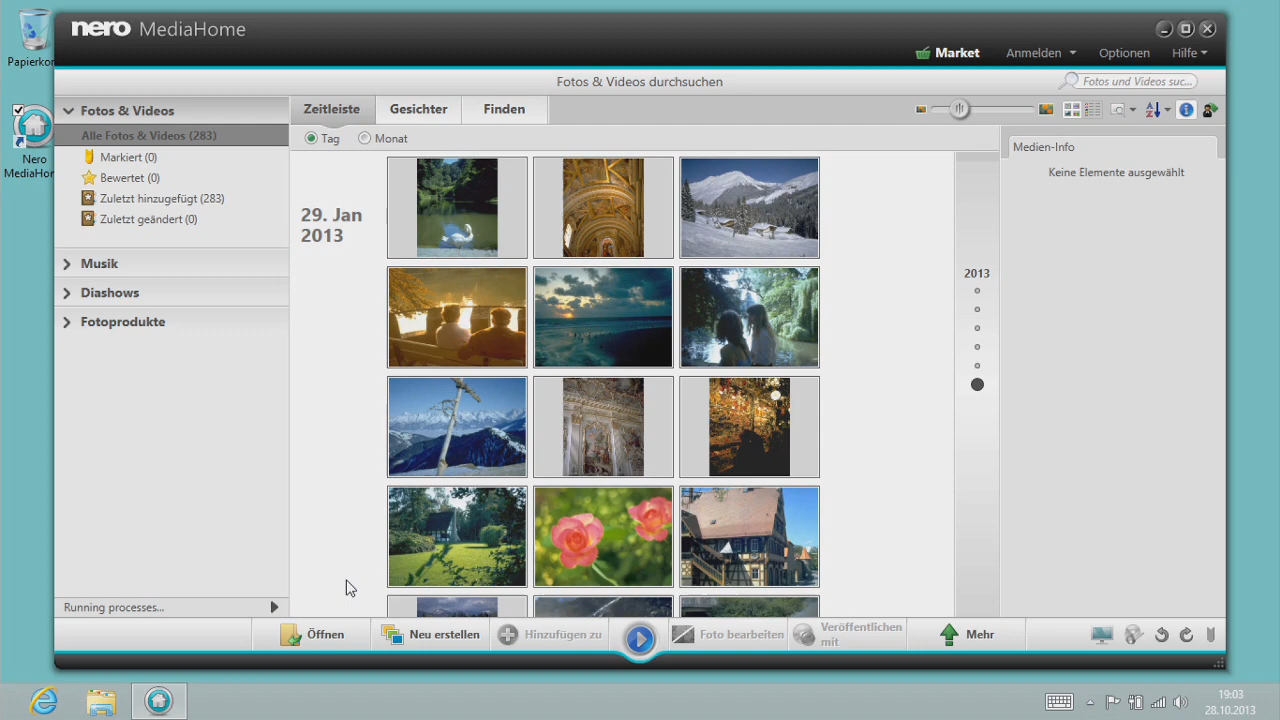 Papierkor
nero MediaHome
Market
Anmelden
Optionen
Hilfe
Fotos & Videos durchsuchen
Fotos und Videos suc...
Fotos & Videos
Zeitleiste
Gesichter
Finden
Alle Fotos & Videos (283)
Tag
Monat
Markiert (0)
Bewertet (0)
Zuletzt hinzugefügt (283)
Zuletzt geändert (0)
Nero
MediaHom
Musik
Diashows
Fotoprodukte
29. Jan
2013
2013
Medien-Info
Keine Elemente ausgewählt
Running processes...
Öffnen
Neu erstellen
Hinzufügen zu
Foto bearbeiten
Veröffentlichen
mit
Mehr
19:03
28.10.2013